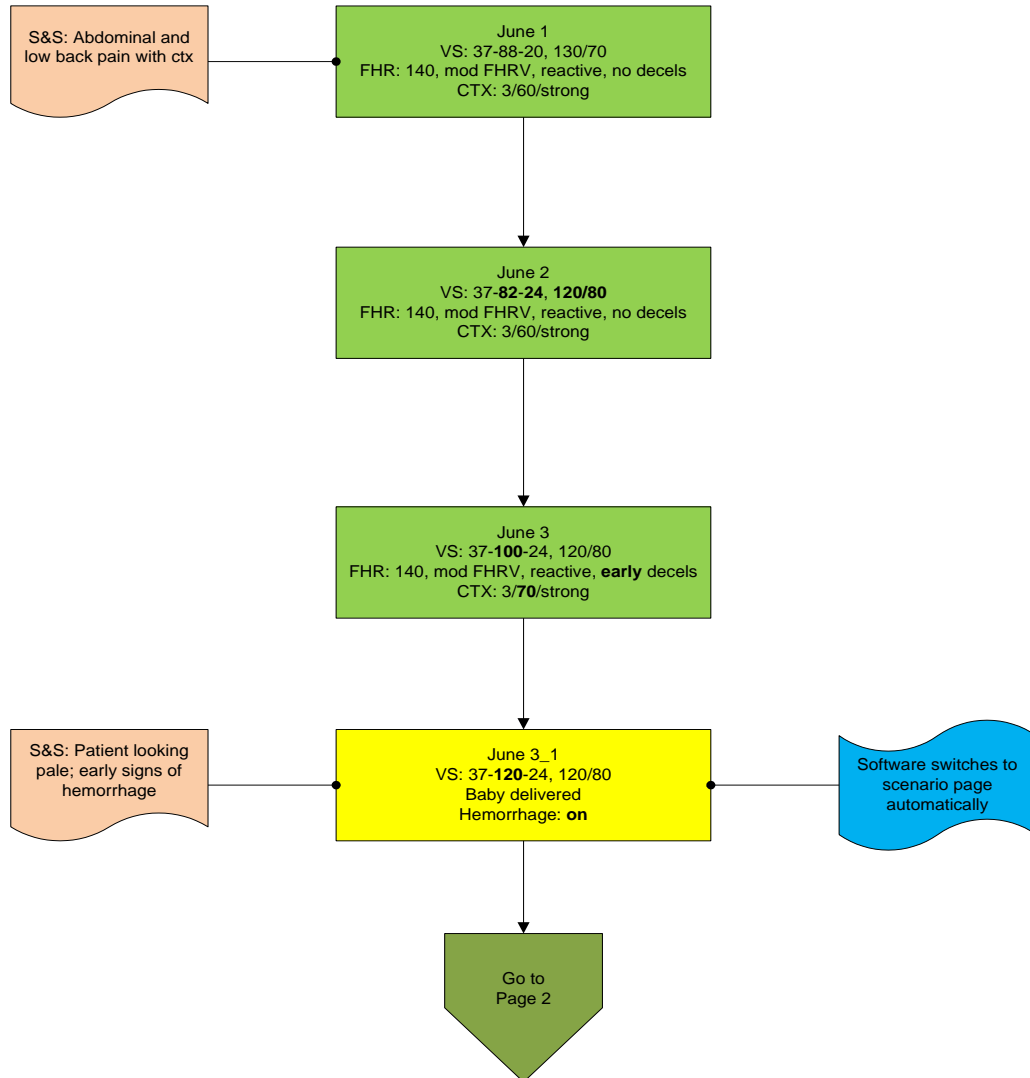 S&S: Abdominal and
low back pain with ctx
June 1
VS: 37-88-20, 130/70
FHR: 140, mod FHRV, reactive, no decels
CTX: 3/60/strong
June 2
VS: 37-82-24, 120/80
FHR: 140, mod FHRV, reactive, no decels
CTX: 3/60/strong
June 3
VS: 37-100-24, 120/80
FHR: 140, mod FHRV, reactive, early decels
CTX: 3/70/strong
S&S: Patient looking
pale; early signs of
hemorrhage
June 3_1
VS: 37-120-24, 120/80
Baby delivered
Hemorrhage: on
Software switches to
scenario page
automatically
Go to
Page 2